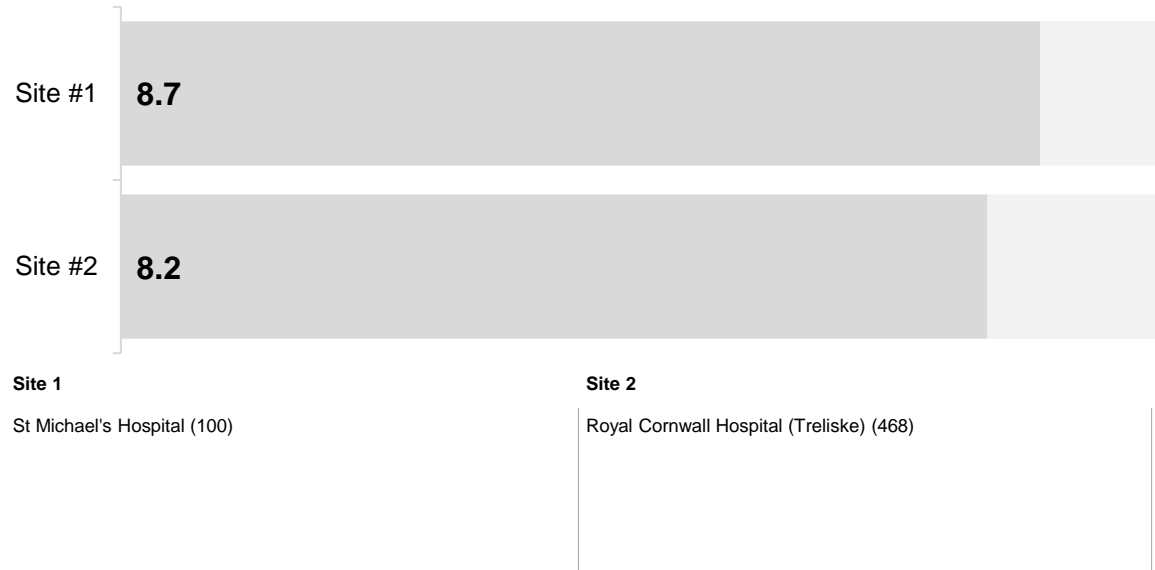 Site #1
8.7
Site #2
8.2
Site 1
Site 2
St Michael's Hospital (100)
Royal Cornwall Hospital (Treliske) (468)